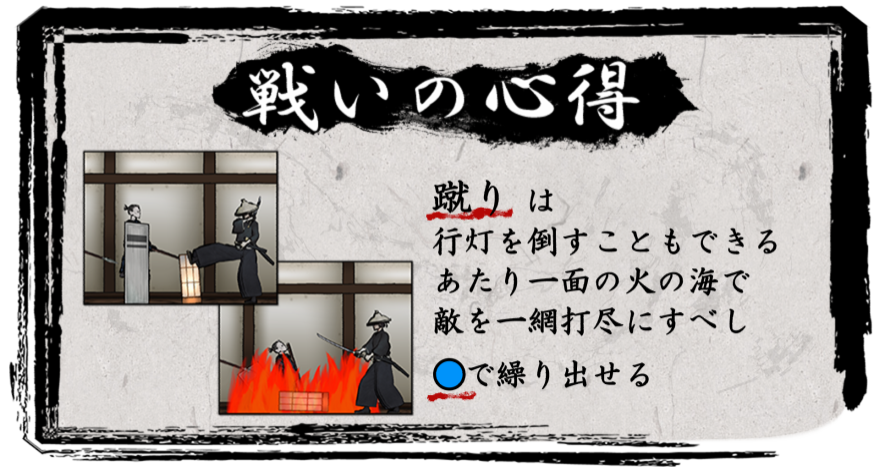 戦いの心得
蹴り は
行灯を倒すこともできる
あたり一面の火の海で
敵を一網打尽にすべし
🔵で繰り出せる